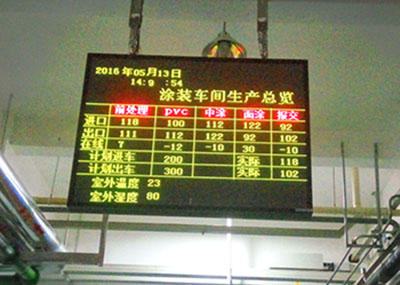 2016年05月13日
14:9 :54
涂装车间生产总览
前处理 pvc 中涂 面涂 报交
进口 118 100 112 122 92
出口 111 112 122 92 102
在线 7 -12 -10 30 -10
计划进车 200 实际 118
计划出车 300 实际 102
室外温度 23
室外湿度 80